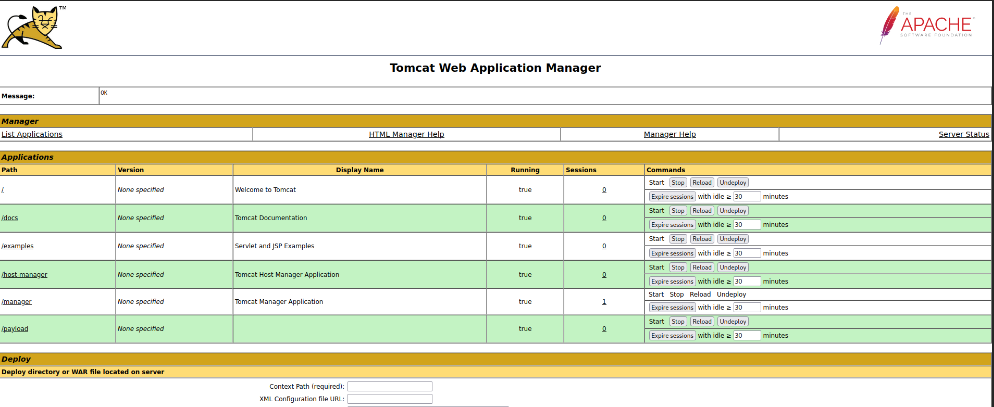 TM
THE
APACHE
SOFTWARE FOUNDATION
Tomcat Web Application Manager
Message: OK
Manager
List Applications HTML Manager Help Manager Help Server Status
Applications
Path Version Display Name Running Sessions Commands
/ None specified Welcome to Tomcat true 0 Start Stop Reload Undeploy
Expire sessions with idle ≥ 30 minutes
/docs None specified Tomcat Documentation true 0 Start Stop Reload Undeploy
Expire sessions with idle ≥ 30 minutes
/examples None specified Servlet and JSP Examples true 0 Start Stop Reload Undeploy
Expire sessions with idle ≥ 30 minutes
/host-manager None specified Tomcat Host Manager Application true 0 Start Stop Reload Undeploy
Expire sessions with idle ≥ 30 minutes
/manager None specified Tomcat Manager Application true 1 Start Stop Reload Undeploy
Expire sessions with idle ≥ 30 minutes
/payload None specified true 0 Start Stop Reload Undeploy
Expire sessions with idle ≥ 30 minutes
Deploy
Deploy directory or WAR file located on server
Context Path (required):
XML Configuration file URL: